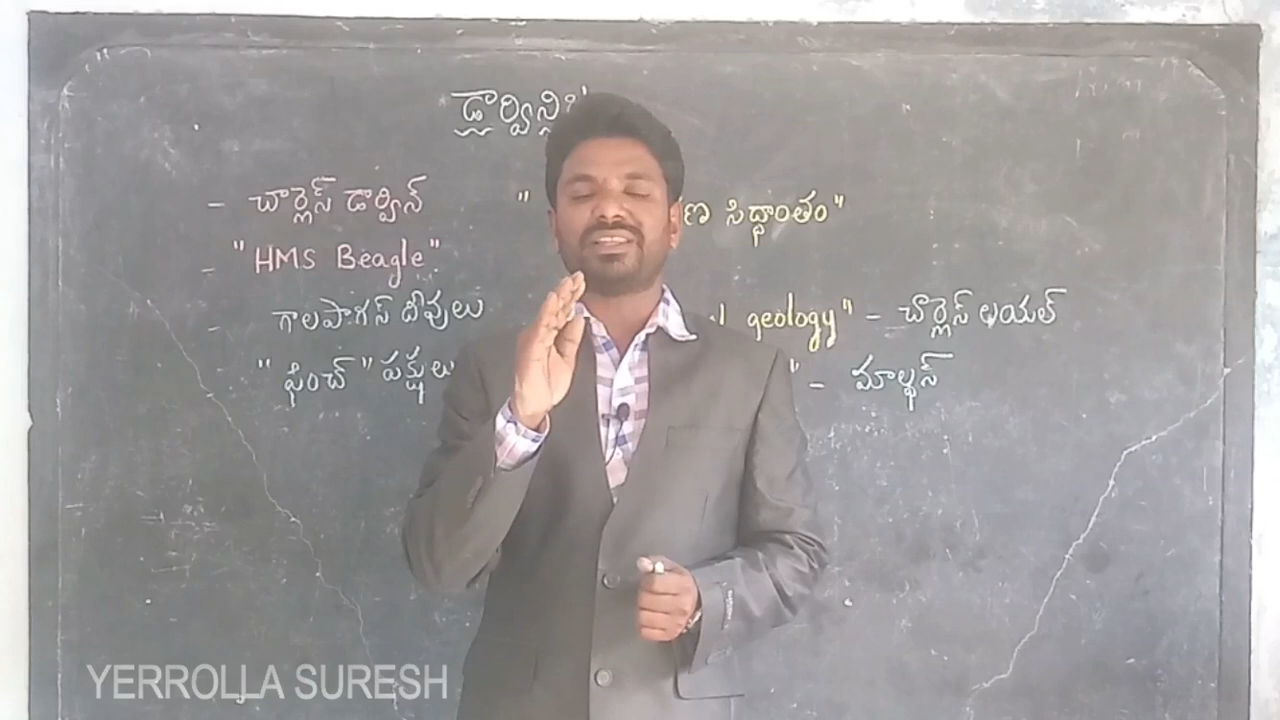 - చార్లెస్ డార్విన్ " సిద్ధాంతం"
- "HMS Beagle"
- గాలపాగస్ దీవులు geology" - చార్లెస్ లయల్
"ఫించ్" పక్షులు " - మాల్థస్
YERROLLA SURESH